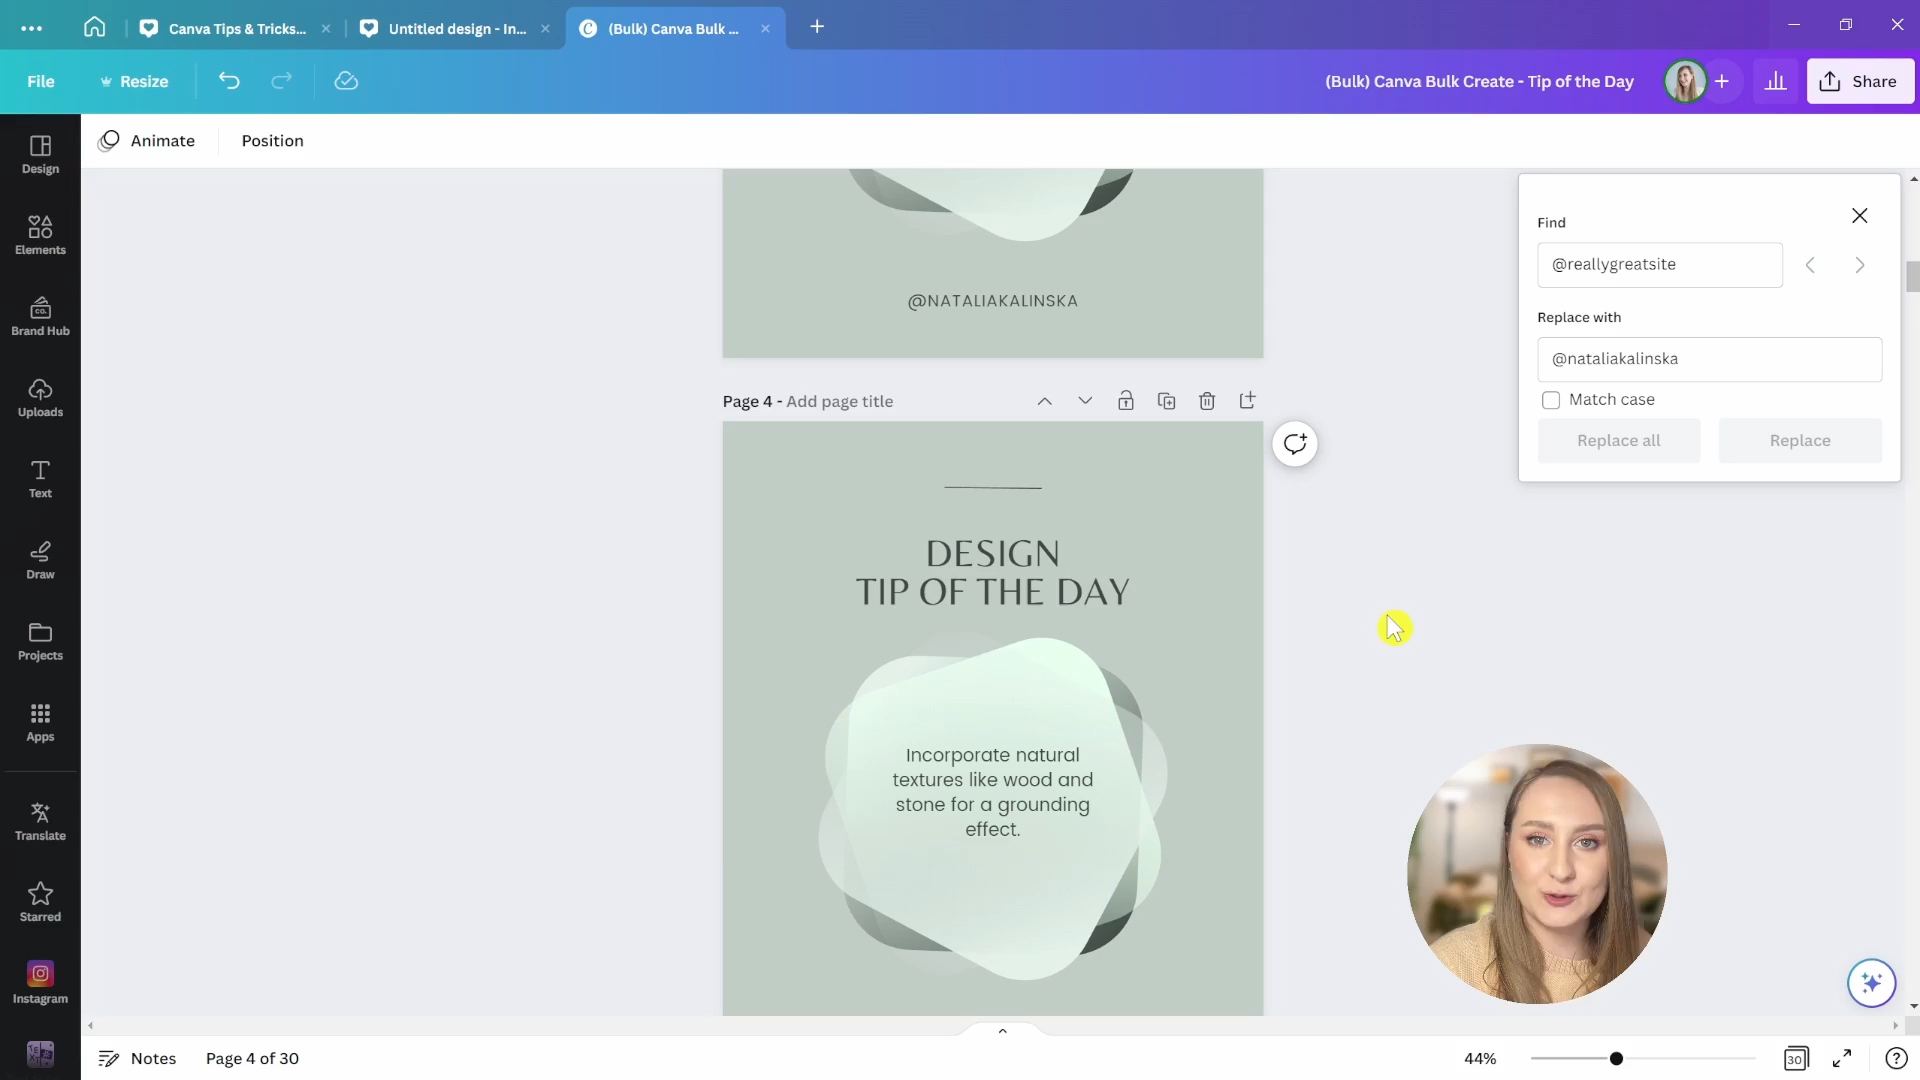 Canva Tips & Tricks...
Untitled design - In...
(Bulk) Canva Bulk ...
File
Resize
(Bulk) Canva Bulk Create - Tip of the Day
Share
Animate
Position
Design
Elements
Brand Hub
Uploads
Text
Draw
Projects
Apps
Translate
Starred
Instagram
@NATALIAKALINSKA
Page 4 - Add page title
DESIGN
TIP OF THE DAY
Incorporate natural
textures like wood and
stone for a grounding
effect.
Find
@reallygreatsite
Replace with
@nataliakalinska
Match case
Replace all
Replace
Notes
Page 4 of 30
44%
30